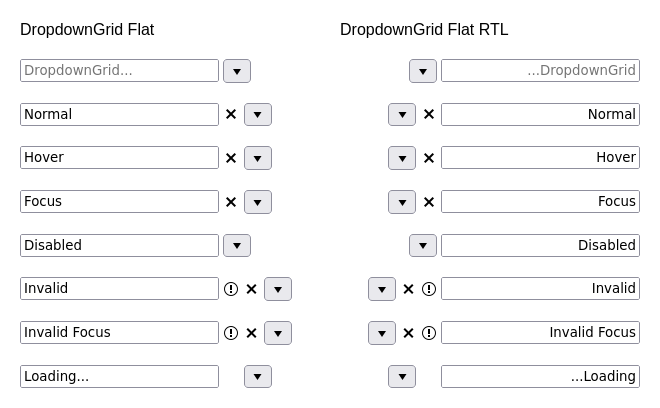 DropdownGrid Flat
DropdownGrid...
Normal
Hover
Focus
Disabled
Invalid
Invalid Focus
Loading...
DropdownGrid Flat RTL
...DropdownGrid
Normal
Hover
Focus
Disabled
Invalid
Invalid Focus
...Loading